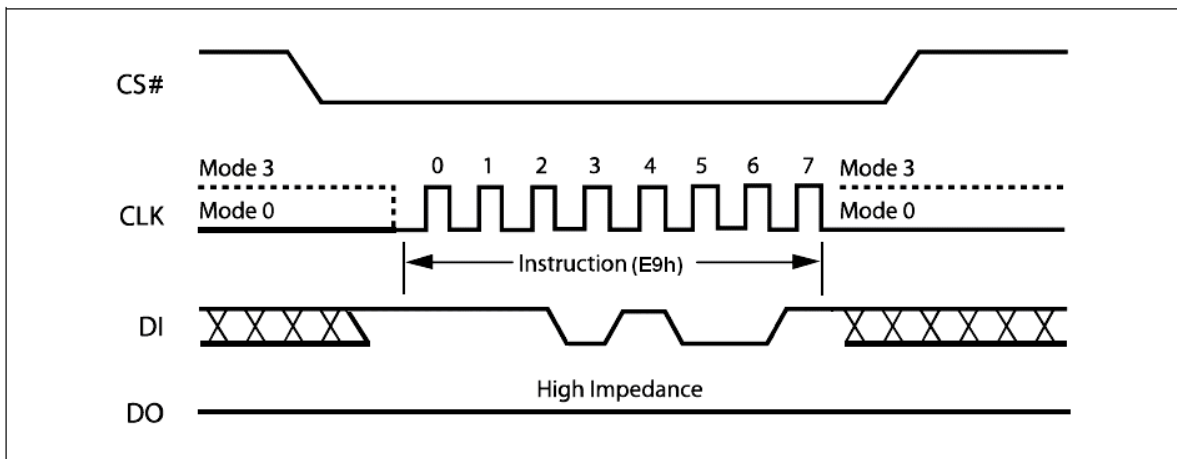 CS#
0 1 2 3 4 5 6 7
Mode 3 Mode 3
CLK Mode 0 Mode 0
Instruction (E9h)
DI
High Impedance
DO